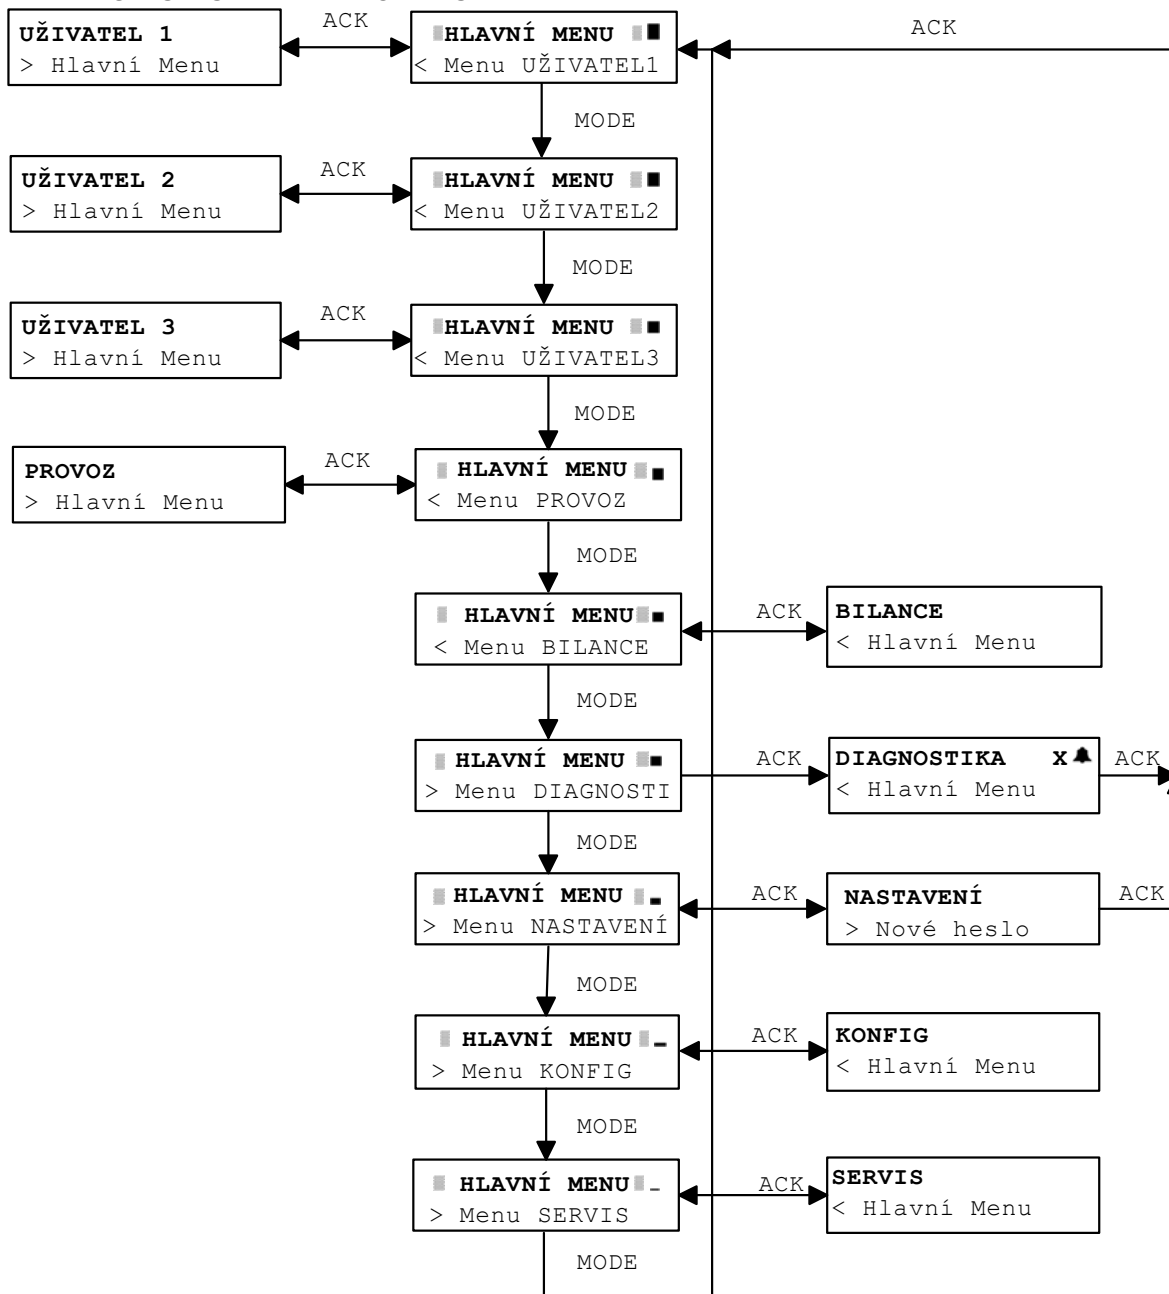 UŽIVATEL 1
> Hlavní Menu
ACK
HLAVNÍ MENU
< Menu UŽIVATEL1
ACK
MODE
UŽIVATEL 2
> Hlavní Menu
ACK
HLAVNÍ MENU
< Menu UŽIVATEL2
MODE
UŽIVATEL 3
> Hlavní Menu
ACK
HLAVNÍ MENU
< Menu UŽIVATEL3
MODE
PROVOZ
> Hlavní Menu
ACK
HLAVNÍ MENU
< Menu PROVOZ
MODE
HLAVNÍ MENU
< Menu BILANCE
ACK
BILANCE
< Hlavní Menu
MODE
HLAVNÍ MENU
> Menu DIAGNOSTI
ACK
DIAGNOSTIKA X
< Hlavní Menu
ACK
MODE
HLAVNÍ MENU
> Menu NASTAVENÍ
ACK
NASTAVENÍ
> Nové heslo
ACK
MODE
HLAVNÍ MENU
> Menu KONFIG
ACK
KONFIG
< Hlavní Menu
MODE
HLAVNÍ MENU
> Menu SERVIS
ACK
SERVIS
< Hlavní Menu
MODE